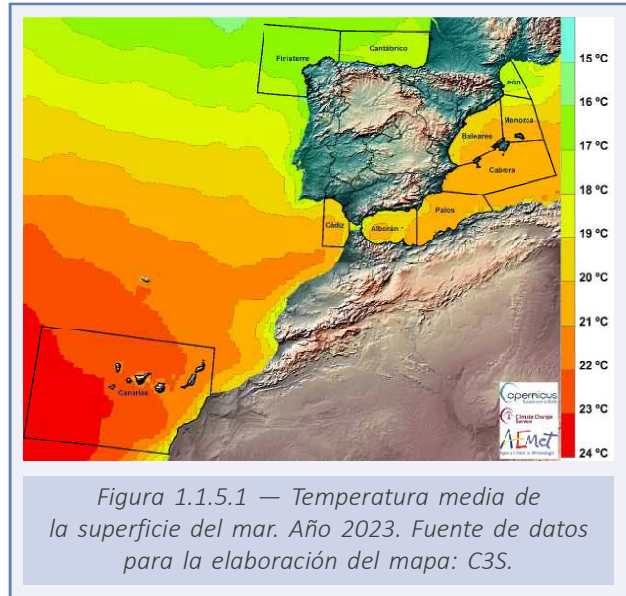 Finisterre
Cantábrico
León
Menorca
Baleares
Cabrera
Palos
Cádiz
Alborán
Canarias
15 ºC
16 ºC
17 ºC
18 ºC
19 ºC
20 ºC
21 ºC
22 ºC
23 ºC
24 ºC
opernicus
Climate Change
Service
AEmet
Figura 1.1.5.1 — Temperatura media de
la superficie del mar. Año 2023. Fuente de datos
para la elaboración del mapa: C3S.